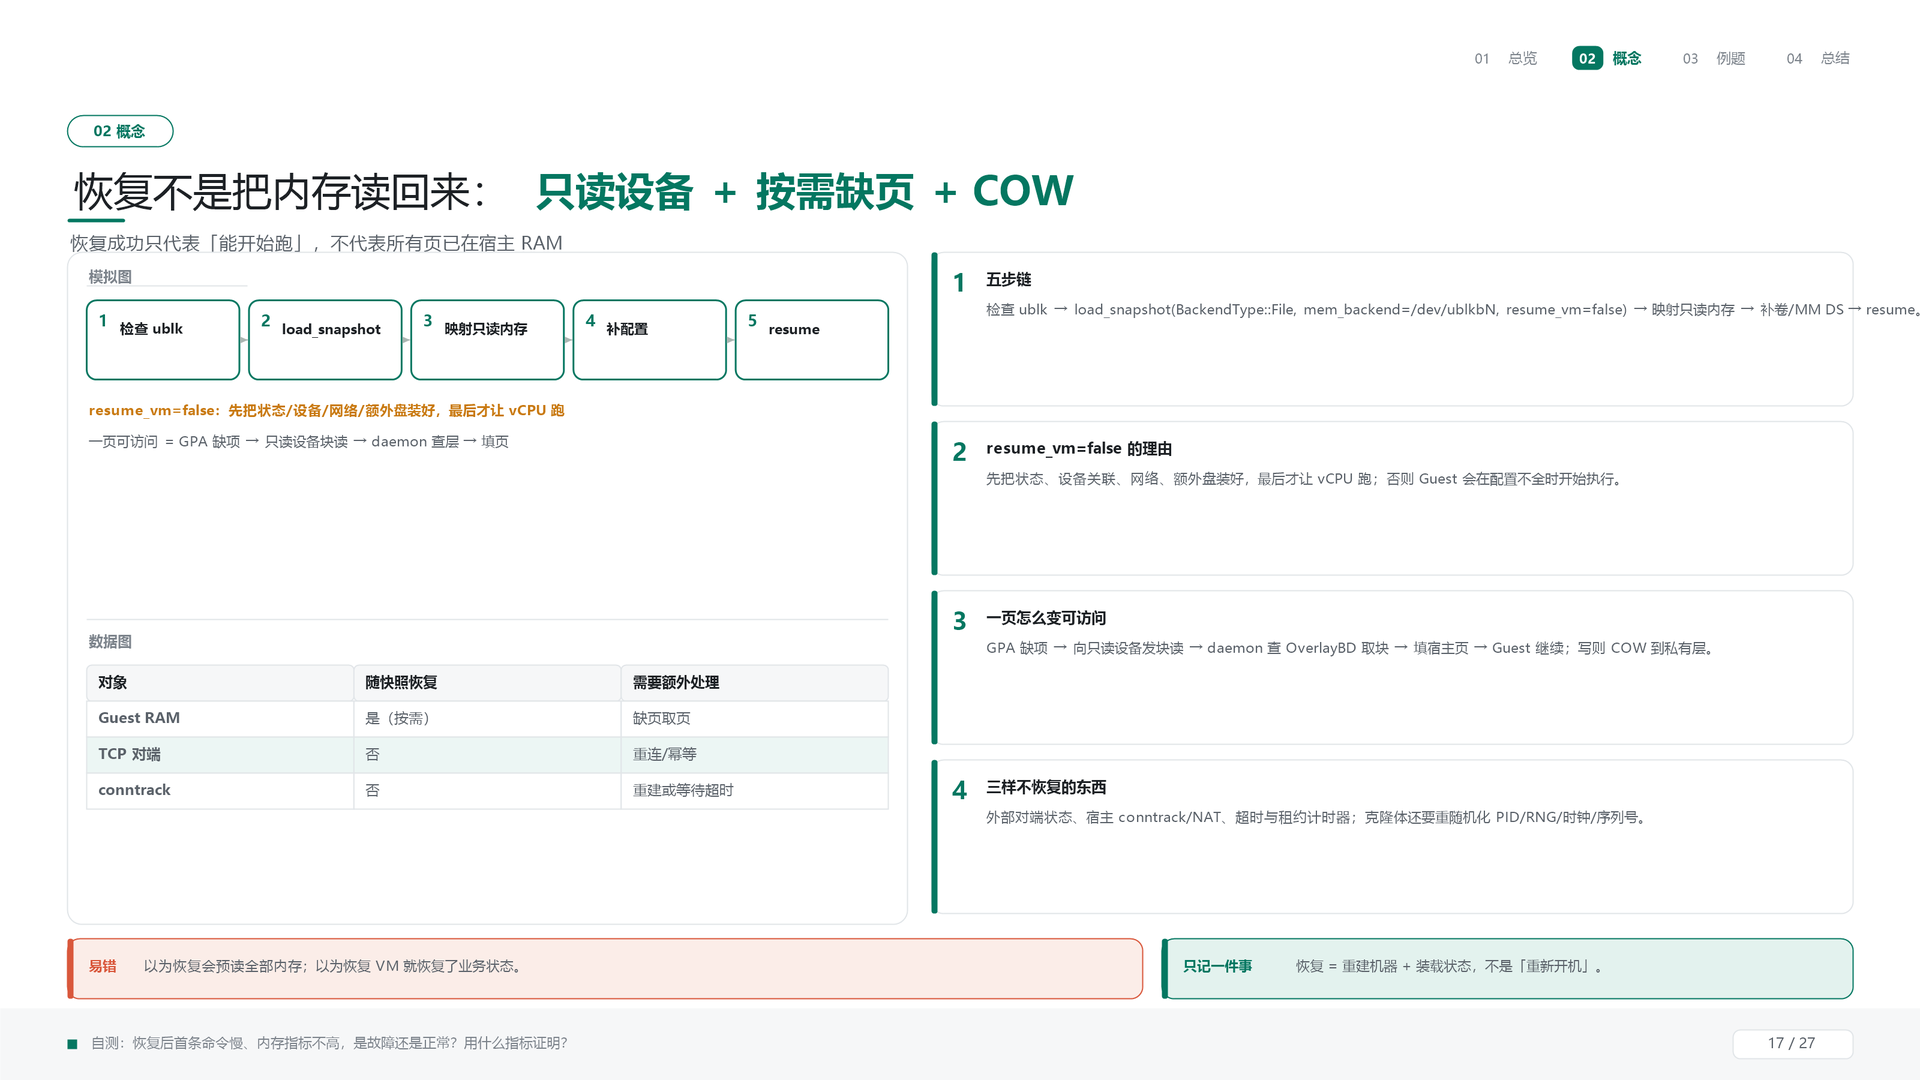 01 总览 02 概念 03 例题 04 总结
02 概念
恢复不是把内存读回来： 只读设备 + 按需缺页 + COW
恢复成功只代表「能开始跑」，不代表所有页已在宿主 RAM
模拟图
1 检查 ublk 2 load_snapshot 3 映射只读内存 4 补配置 5 resume
resume_vm=false：先把状态/设备/网络/额外盘装好，最后才让 vCPU 跑
一页可访问 = GPA 缺项 → 只读设备块读 → daemon 查层 → 填页
数据图
对象 随快照恢复 需要额外处理
Guest RAM 是（按需） 缺页取页
TCP 对端 否 重连/幂等
conntrack 否 重建或等待超时
1 五步链
检查 ublk → load_snapshot(BackendType::File, mem_backend=/dev/ublkbN, resume_vm=false) → 映射只读内存 → 补卷/MM DS → resume。
2 resume_vm=false 的理由
先把状态、设备关联、网络、额外盘装好，最后才让 vCPU 跑；否则 Guest 会在配置不全时开始执行。
3 一页怎么变可访问
GPA 缺项 → 向只读设备发块读 → daemon 查 OverlayBD 取块 → 填宿主页 → Guest 继续；写则 COW 到私有层。
4 三样不恢复的东西
外部对端状态、宿主 conntrack/NAT、超时与租约计时器；克隆体还要重随机化 PID/RNG/时钟/序列号。
易错 以为恢复会预读全部内存；以为恢复 VM 就恢复了业务状态。
只记一件事 恢复 = 重建机器 + 装载状态，不是「重新开机」。
自测：恢复后首条命令慢、内存指标不高，是故障还是正常？用什么指标证明？
17 / 27